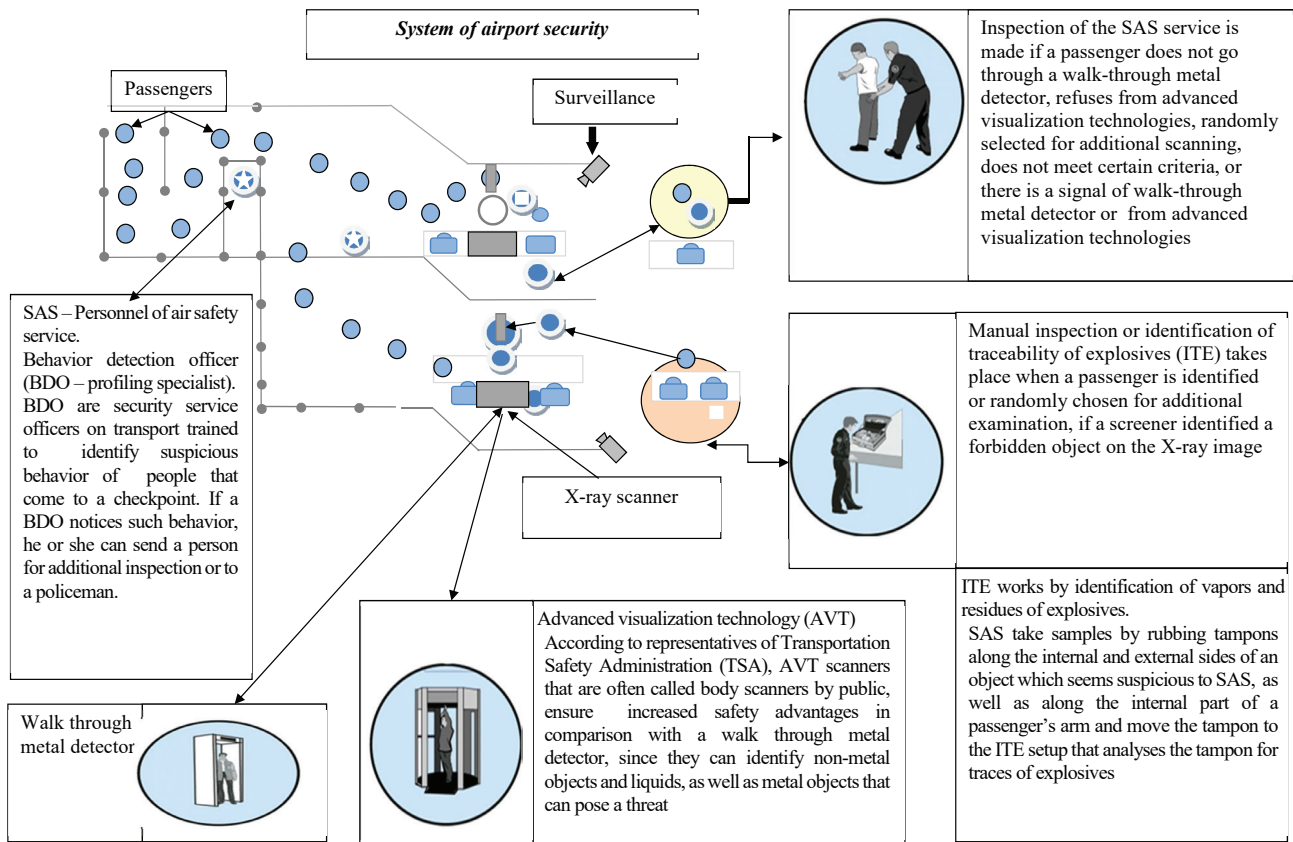 System of airport security
Passengers
Surveillance
Inspection of the SAS service is
made if a passenger does not go
through a walk-through metal
detector, refuses from advanced
visualization technologies, randomly
selected for additional scanning,
does not meet certain criteria, or
there is a signal of walk-through
metal detector or from advanced
visualization technologies
SAS – Personnel of air safety
service.
Behavior detection officer
(BDO – profiling specialist).
BDO are security service
officers on transport trained
to identify suspicious
behavior of people that
come to a checkpoint. If a
BDO notices such behavior,
he or she can send a person
for additional inspection or to
a policeman.
Manual inspection or identification of
traceability of explosives (ITE) takes
place when a passenger is identified
or randomly chosen for additional
examination, if a screener identified a
forbidden object on the X-ray image
X-ray scanner
ITE works by identification of vapors and
residues of explosives.
SAS take samples by rubbing tampons
along the internal and external sides of an
object which seems suspicious to SAS, as
well as along the internal part of a
passenger's arm and move the tampon to
the ITE setup that analyses the tampon for
traces of explosives
Advanced visualization technology (AVT)
According to representatives of Transportation
Safety Administration (TSA), AVT scanners
that are often called body scanners by public,
ensure increased safety advantages in
comparison with a walk through metal
detector, since they can identify non-metal
objects and liquids, as well as metal objects that
can pose a threat
Walk through
metal detector